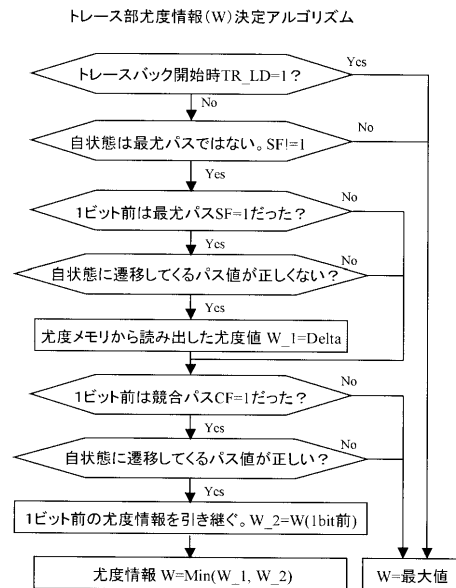 トレース部尤度情報(W)決定アルゴリズム
トレースバック開始時TR_LD=1?
Yes
No
自状態は最尤パスではない。SF!=1
No
Yes
1ビット前は最尤パスSF=1だった?
No
Yes
自状態に遷移してくるパス値が正しくない?
No
Yes
尤度メモリから読み出した尤度値 W_1=Delta
1ビット前は競合パスCF=1だった?
No
Yes
自状態に遷移してくるパス値が正しい?
No
Yes
1ビット前の尤度情報を引き継ぐ。W_2=W(1bit前)
尤度情報 W=Min(W_1, W_2)
W=最大値